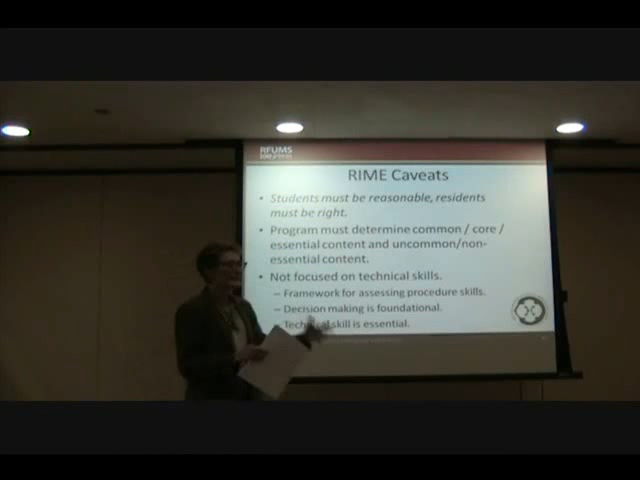 RFUMS
RIME Caveats
• Students must be reasonable, residents
must be right.
• Program must determine common / core /
essential content and uncommon/non-
essential content.
• Not focused on technical skills.
– Framework for assessing procedure skills.
– Decision making is foundational.
skill is essential.